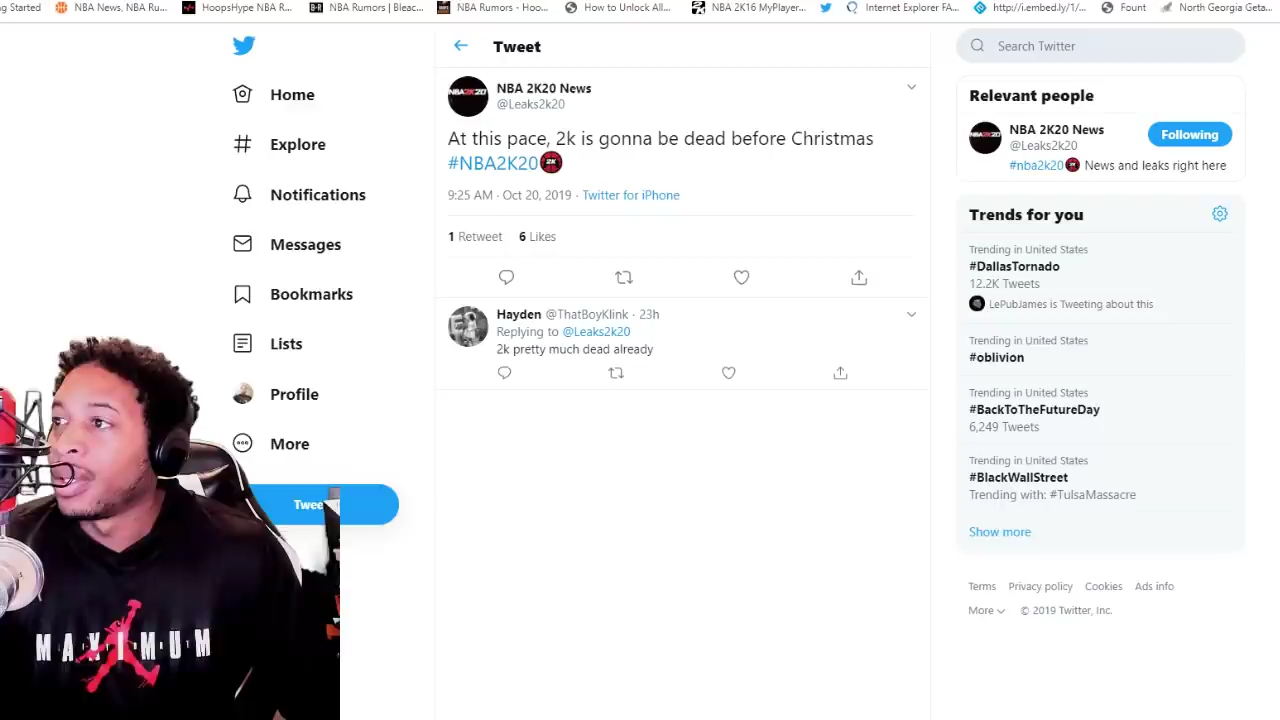 ng Started
NBA News, NBA Ru...
HoopsHype NBA R...
B/R
NBA Rumors | Bleac...
NBA Rumors - Hoo...
How to Unlock All...
NBA 2K16 MyPlayer...
Internet Explorer FA...
http://i.embed.ly/1/...
Fount
North Georgia Geta...
Home
Explore
Notifications
Messages
Bookmarks
Lists
Profile
More
Twee
Tweet
NBA2K20
NBA 2K20 News
@Leaks2k20
At this pace, 2k is gonna be dead before Christmas
#NBA2K20
9:25 AM · Oct 20, 2019 · Twitter for iPhone
1 Retweet 6 Likes
Hayden @ThatBoyKlink · 23h
Replying to @Leaks2k20
2k pretty much dead already
Search Twitter
Relevant people
NBA2K20
NBA 2K20 News
@Leaks2k20
Following
#nba2k20 News and leaks right here
Trends for you
Trending in United States
#DallasTornado
12.2K Tweets
LePubJames is Tweeting about this
Trending in United States
#oblivion
Trending in United States
#BackToTheFutureDay
6,249 Tweets
Trending in United States
#BlackWallStreet
Trending with: #TulsaMassacre
Show more
Terms Privacy policy Cookies Ads info
More © 2019 Twitter, Inc.
MAXIMUM